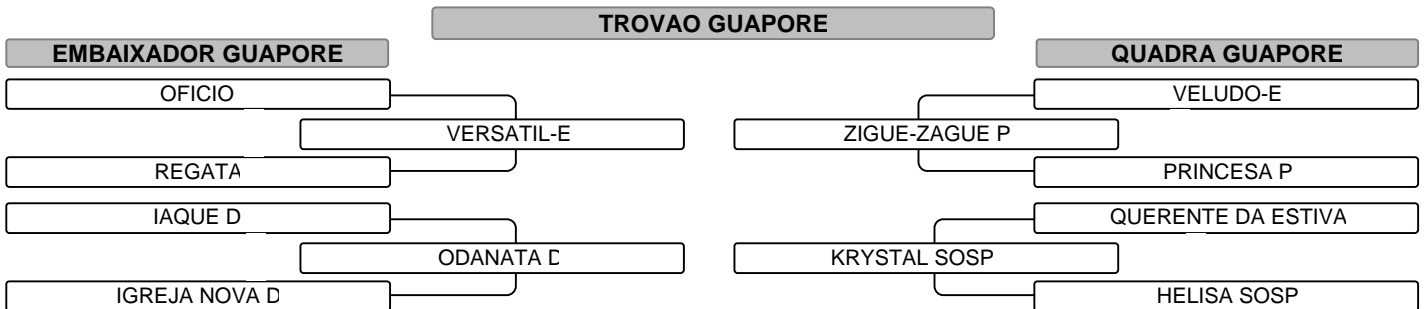 TROVAO GUAPORE
EMBAIXADOR GUAPORE QUADRA GUAPORE
OFICIO VELUDO-E
VERSATIL-E ZIGUE-ZAGUE P
REGATA PRINCESA P
IAQUE D QUERENTE DA ESTIVA
ODANATA D KRYSTAL SOSP
IGREJA NOVA D HELISA SOSP